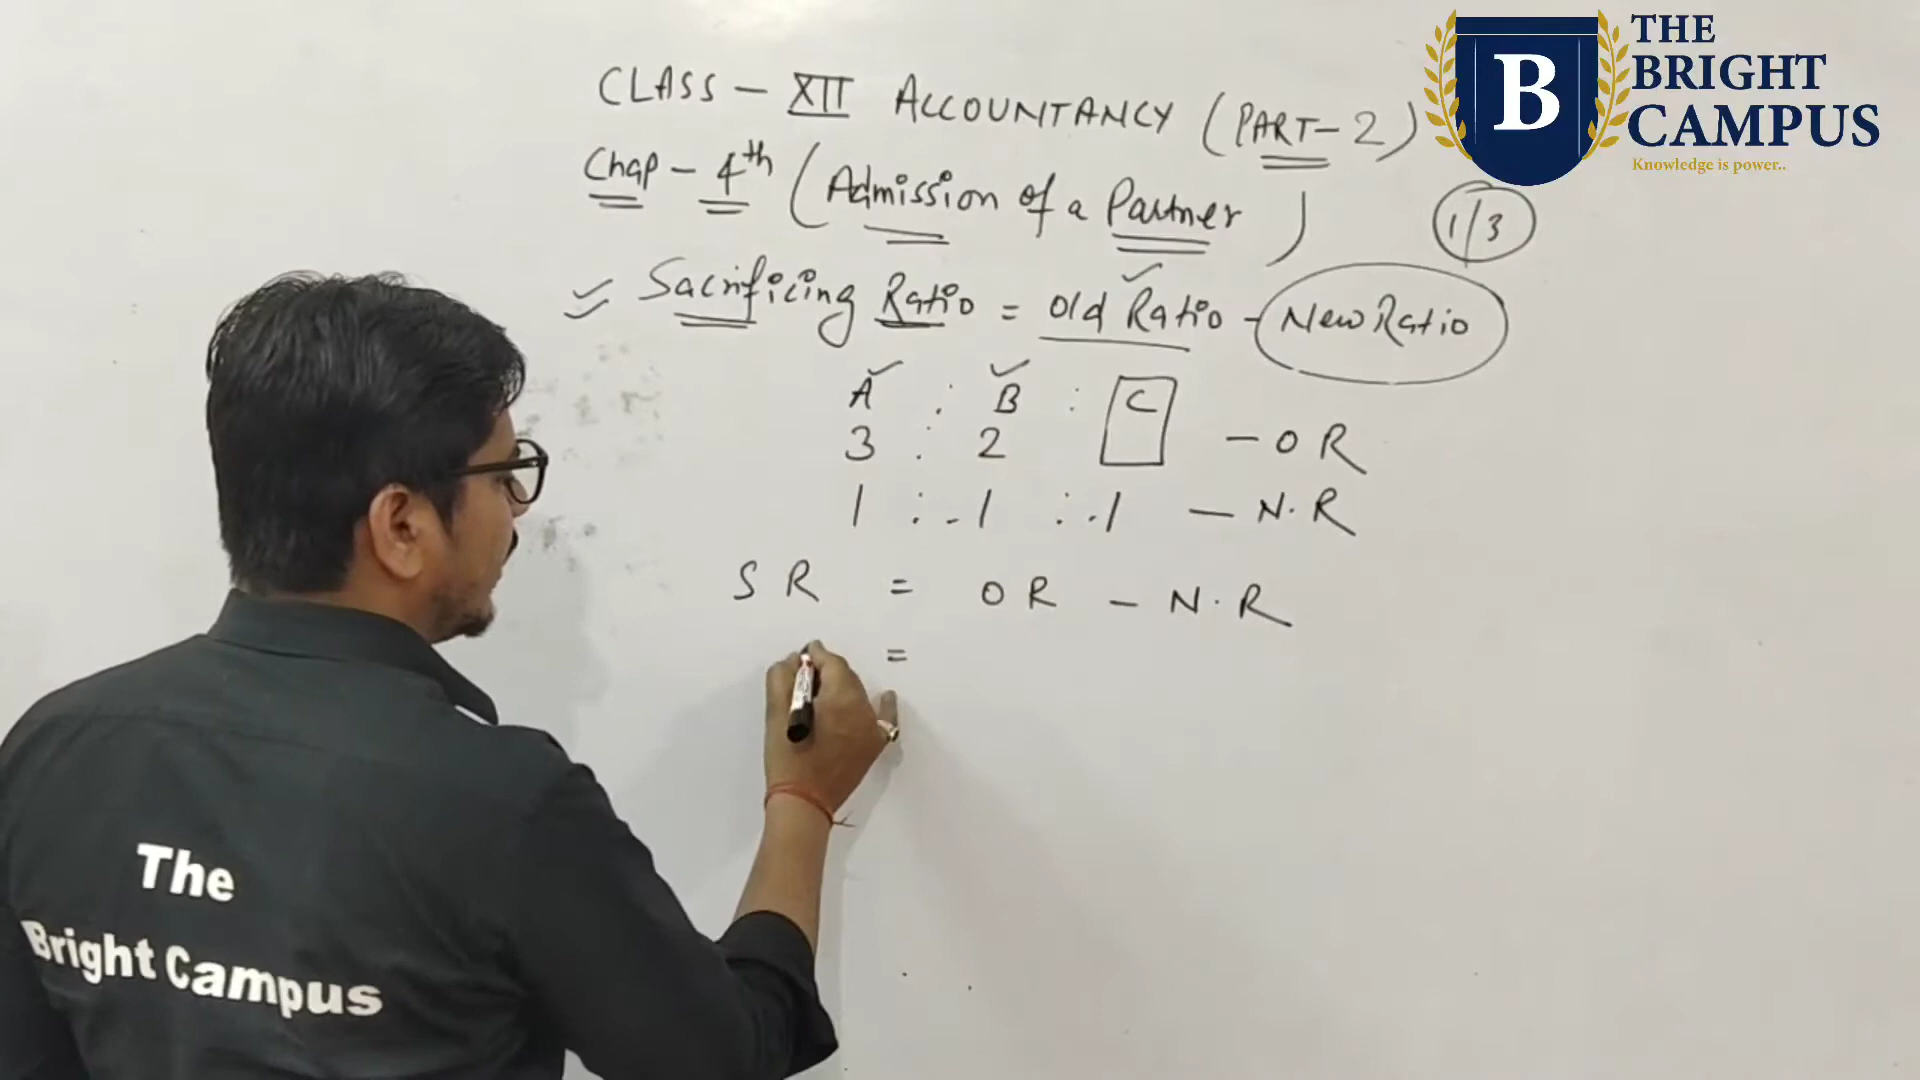 CLASS - XII ACCOUNTANCY (PART-2)
Chap - 4th (Admission of a Partner)
1/3
Sacrificing Ratio = Old Ratio - New Ratio
A : B : C
3 : 2 - O R
1 : 1 : 1 - N.R
S R = O R - N.R
=
THE
BRIGHT
CAMPUS
Knowledge is power..
B
The
Bright Campus